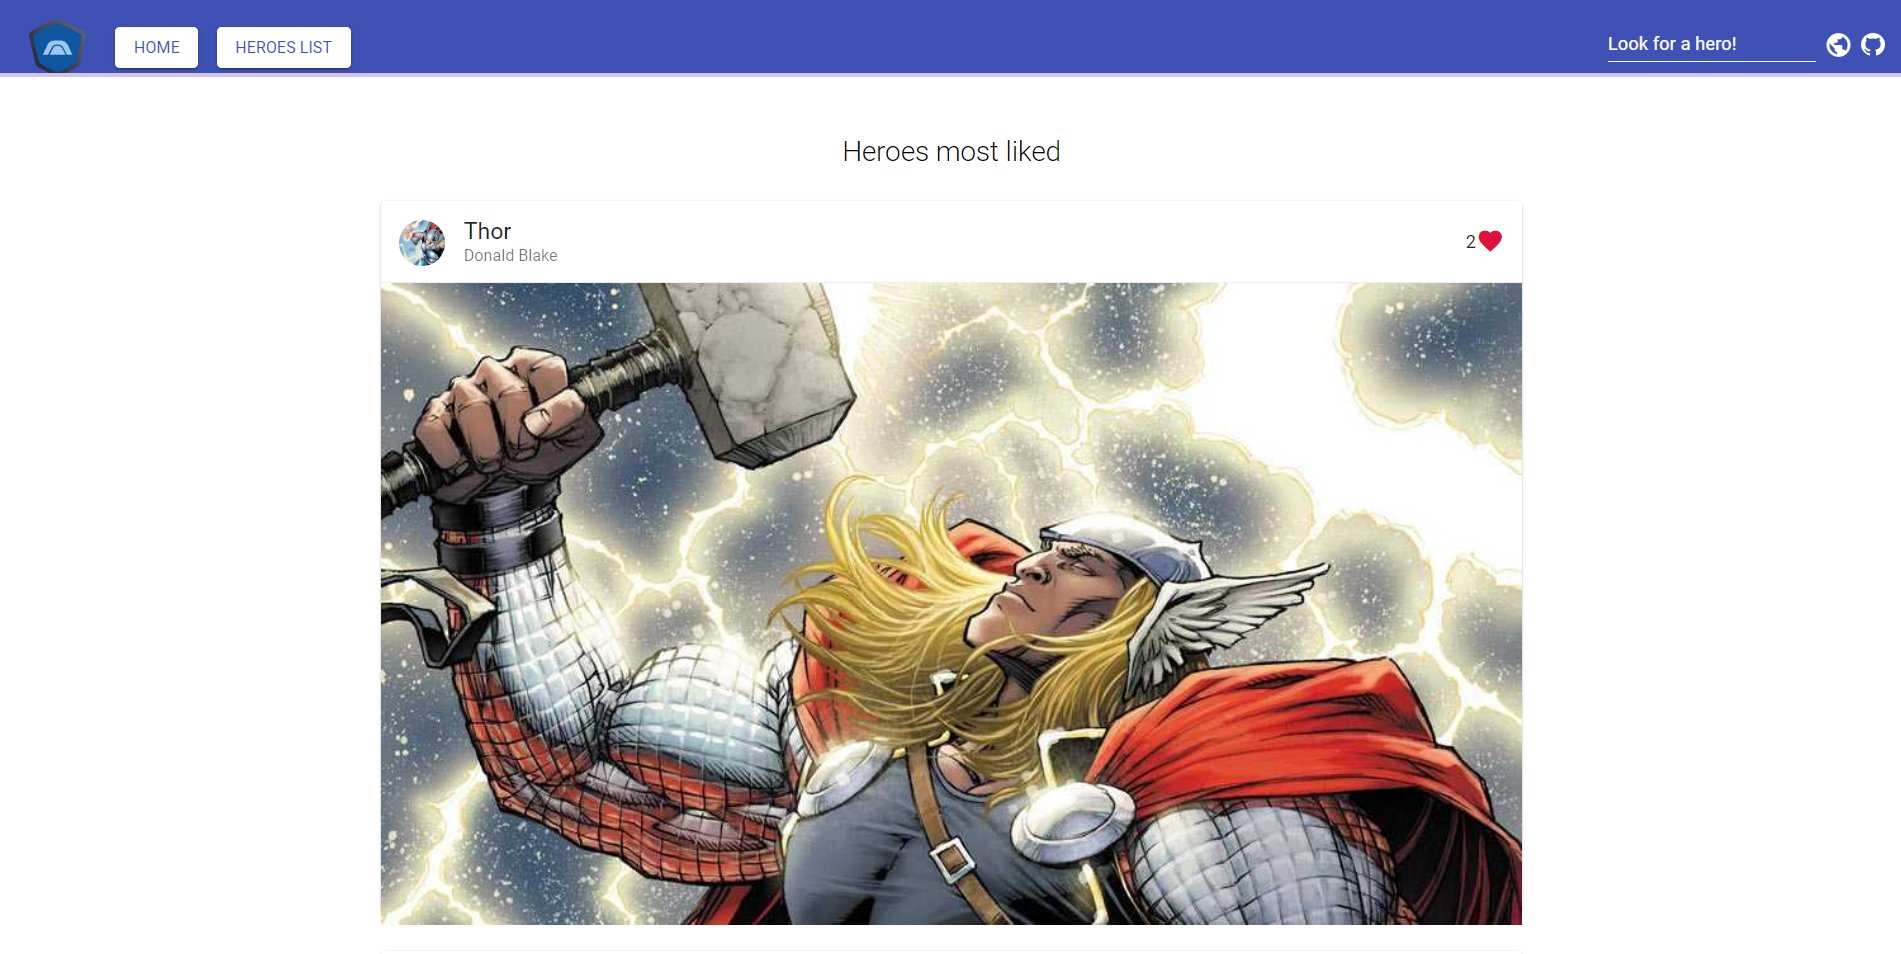 HOME
HEROES LIST
Look for a hero!
Heroes most liked
Thor
Donald Blake
2